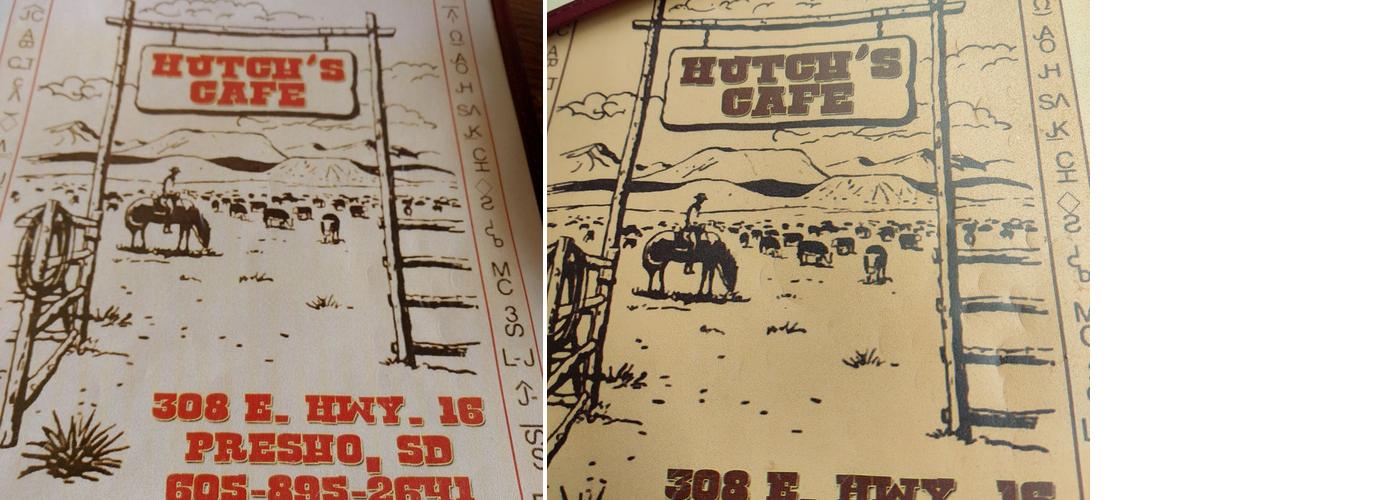 HUTCH'S
CAFE
308 E. HWY. 16
PRESHO, SD
605-895-2641
HUTCH'S
CAFE
308 E. HWY. 16